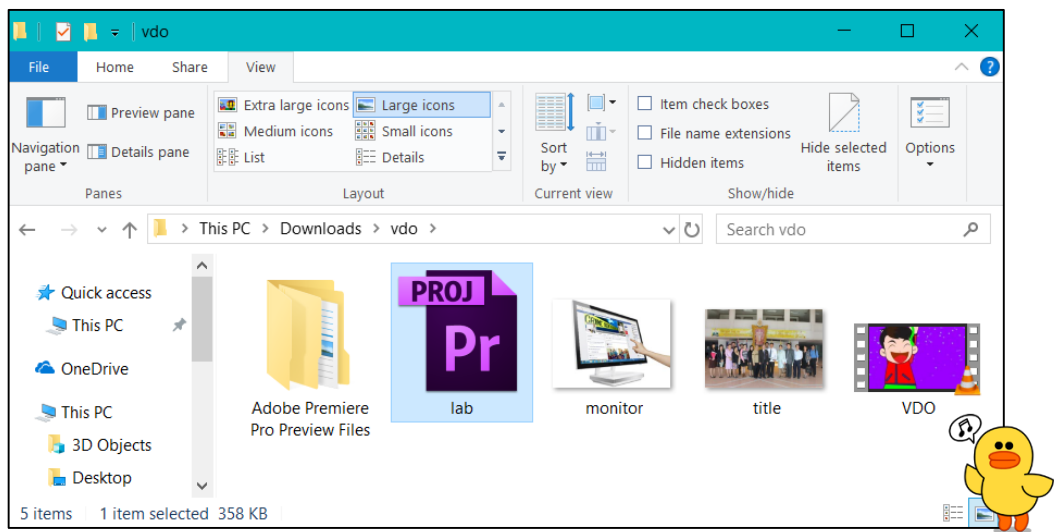 vdo
File Home Share View
Preview pane
Details pane
Navigation pane
Panes
Extra large icons Large icons
Medium icons Small icons
List Details
Layout
Sort by
Current view
Item check boxes
File name extensions
Hidden items
Hide selected items
Show/hide
Options
This PC > Downloads > vdo >
Search vdo
Quick access
This PC
OneDrive
This PC
3D Objects
Desktop
PROJ
Pr
Adobe Premiere
Pro Preview Files
lab
monitor
title
VDO
5 items 1 item selected 358 KB